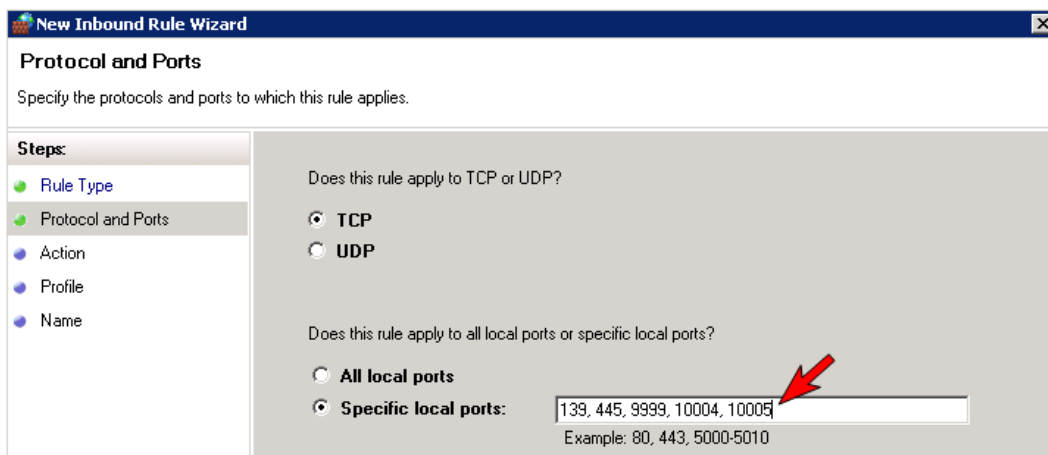 New Inbound Rule Wizard
Protocol and Ports
Specify the protocols and ports to which this rule applies.
Steps:
Rule Type
Protocol and Ports
Action
Profile
Name
Does this rule apply to TCP or UDP?
TCP
UDP
Does this rule apply to all local ports or specific local ports?
All local ports
Specific local ports: 139, 445, 9999, 10004, 10005
Example: 80, 443, 5000-5010